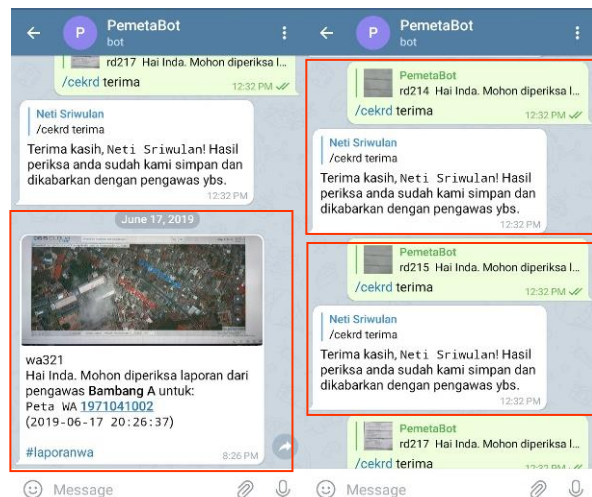 PemetaBot
bot
rd217 Hai Inda. Mohon diperiksa l...
/cekrd terima
12:32 PM
Neti Sriwulan
/cekrd terima
Terima kasih, Neti Sriwulan! Hasil
periksa anda sudah kami simpan dan
dikabarkan dengan pengawas ybs.
12:32 PM
June 17, 2019
wa321
Hai Inda. Mohon diperiksa laporan dari
pengawas Bambang A untuk:
Peta WA 1971041002
(2019-06-17 20:26:37)
#laporanwa
8:26 PM
Message
P
PemetaBot
bot
PemetaBot
rd214 Hai Inda. Mohon diperiksa l...
/cekrd terima
12:32 PM
Neti Sriwulan
/cekrd terima
Terima kasih, Neti Sriwulan! Hasil
periksa anda sudah kami simpan dan
dikabarkan dengan pengawas ybs.
12:32 PM
PemetaBot
rd215 Hai Inda. Mohon diperiksa l...
/cekrd terima
12:32 PM
Neti Sriwulan
/cekrd terima
Terima kasih, Neti Sriwulan! Hasil
periksa anda sudah kami simpan dan
dikabarkan dengan pengawas ybs.
12:32 PM
PemetaBot
rd217 Hai Inda. Mohon diperiksa l...
/cekrd terima
12:32 PM
Message